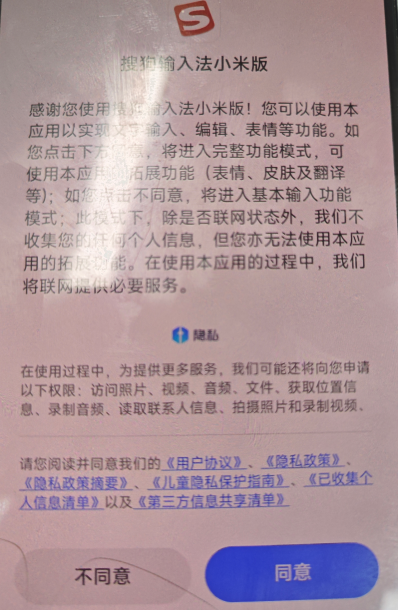 S
搜狗输入法小米版
感谢您使用搜狗输入法小米版！您可以使用本
应用以实现文字输入、编辑、表情等功能。如
您点击下方同意，将进入完整功能模式，可
使用本应用的拓展功能（表情、皮肤及翻译
等）；如您点击不同意，将进入基本输入功能
模式；此模式下，除是否联网状态外，我们不
收集您的任何个人信息，但您亦无法使用本应
用的拓展功能。在使用本应用的过程中，我们
将联网提供必要服务。
隐私
在使用过程中，为提供更多服务，我们可能还将向您申请
以下权限：访问照片、视频、音频、文件、获取位置信
息、录制音频、读取联系人信息、拍摄照片和录制视频、
请您阅读并同意我们的《用户协议》、《隐私政策》、
《隐私政策摘要》、《儿童隐私保护指南》、《已收集个
人信息清单》以及《第三方信息共享清单》
不同意
同意